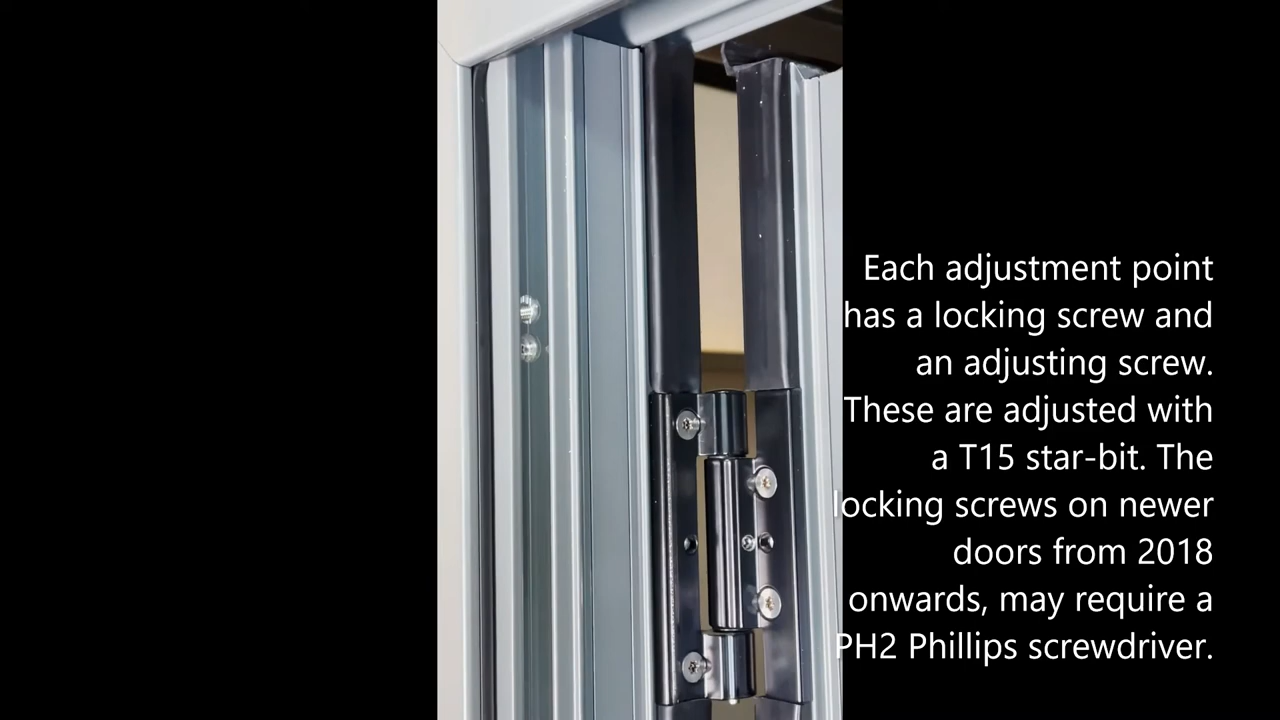 Each adjustment point
has a locking screw and
an adjusting screw.
These are adjusted with
a T15 star-bit. The
locking screws on newer
doors from 2018
onwards, may require a
PH2 Phillips screwdriver.